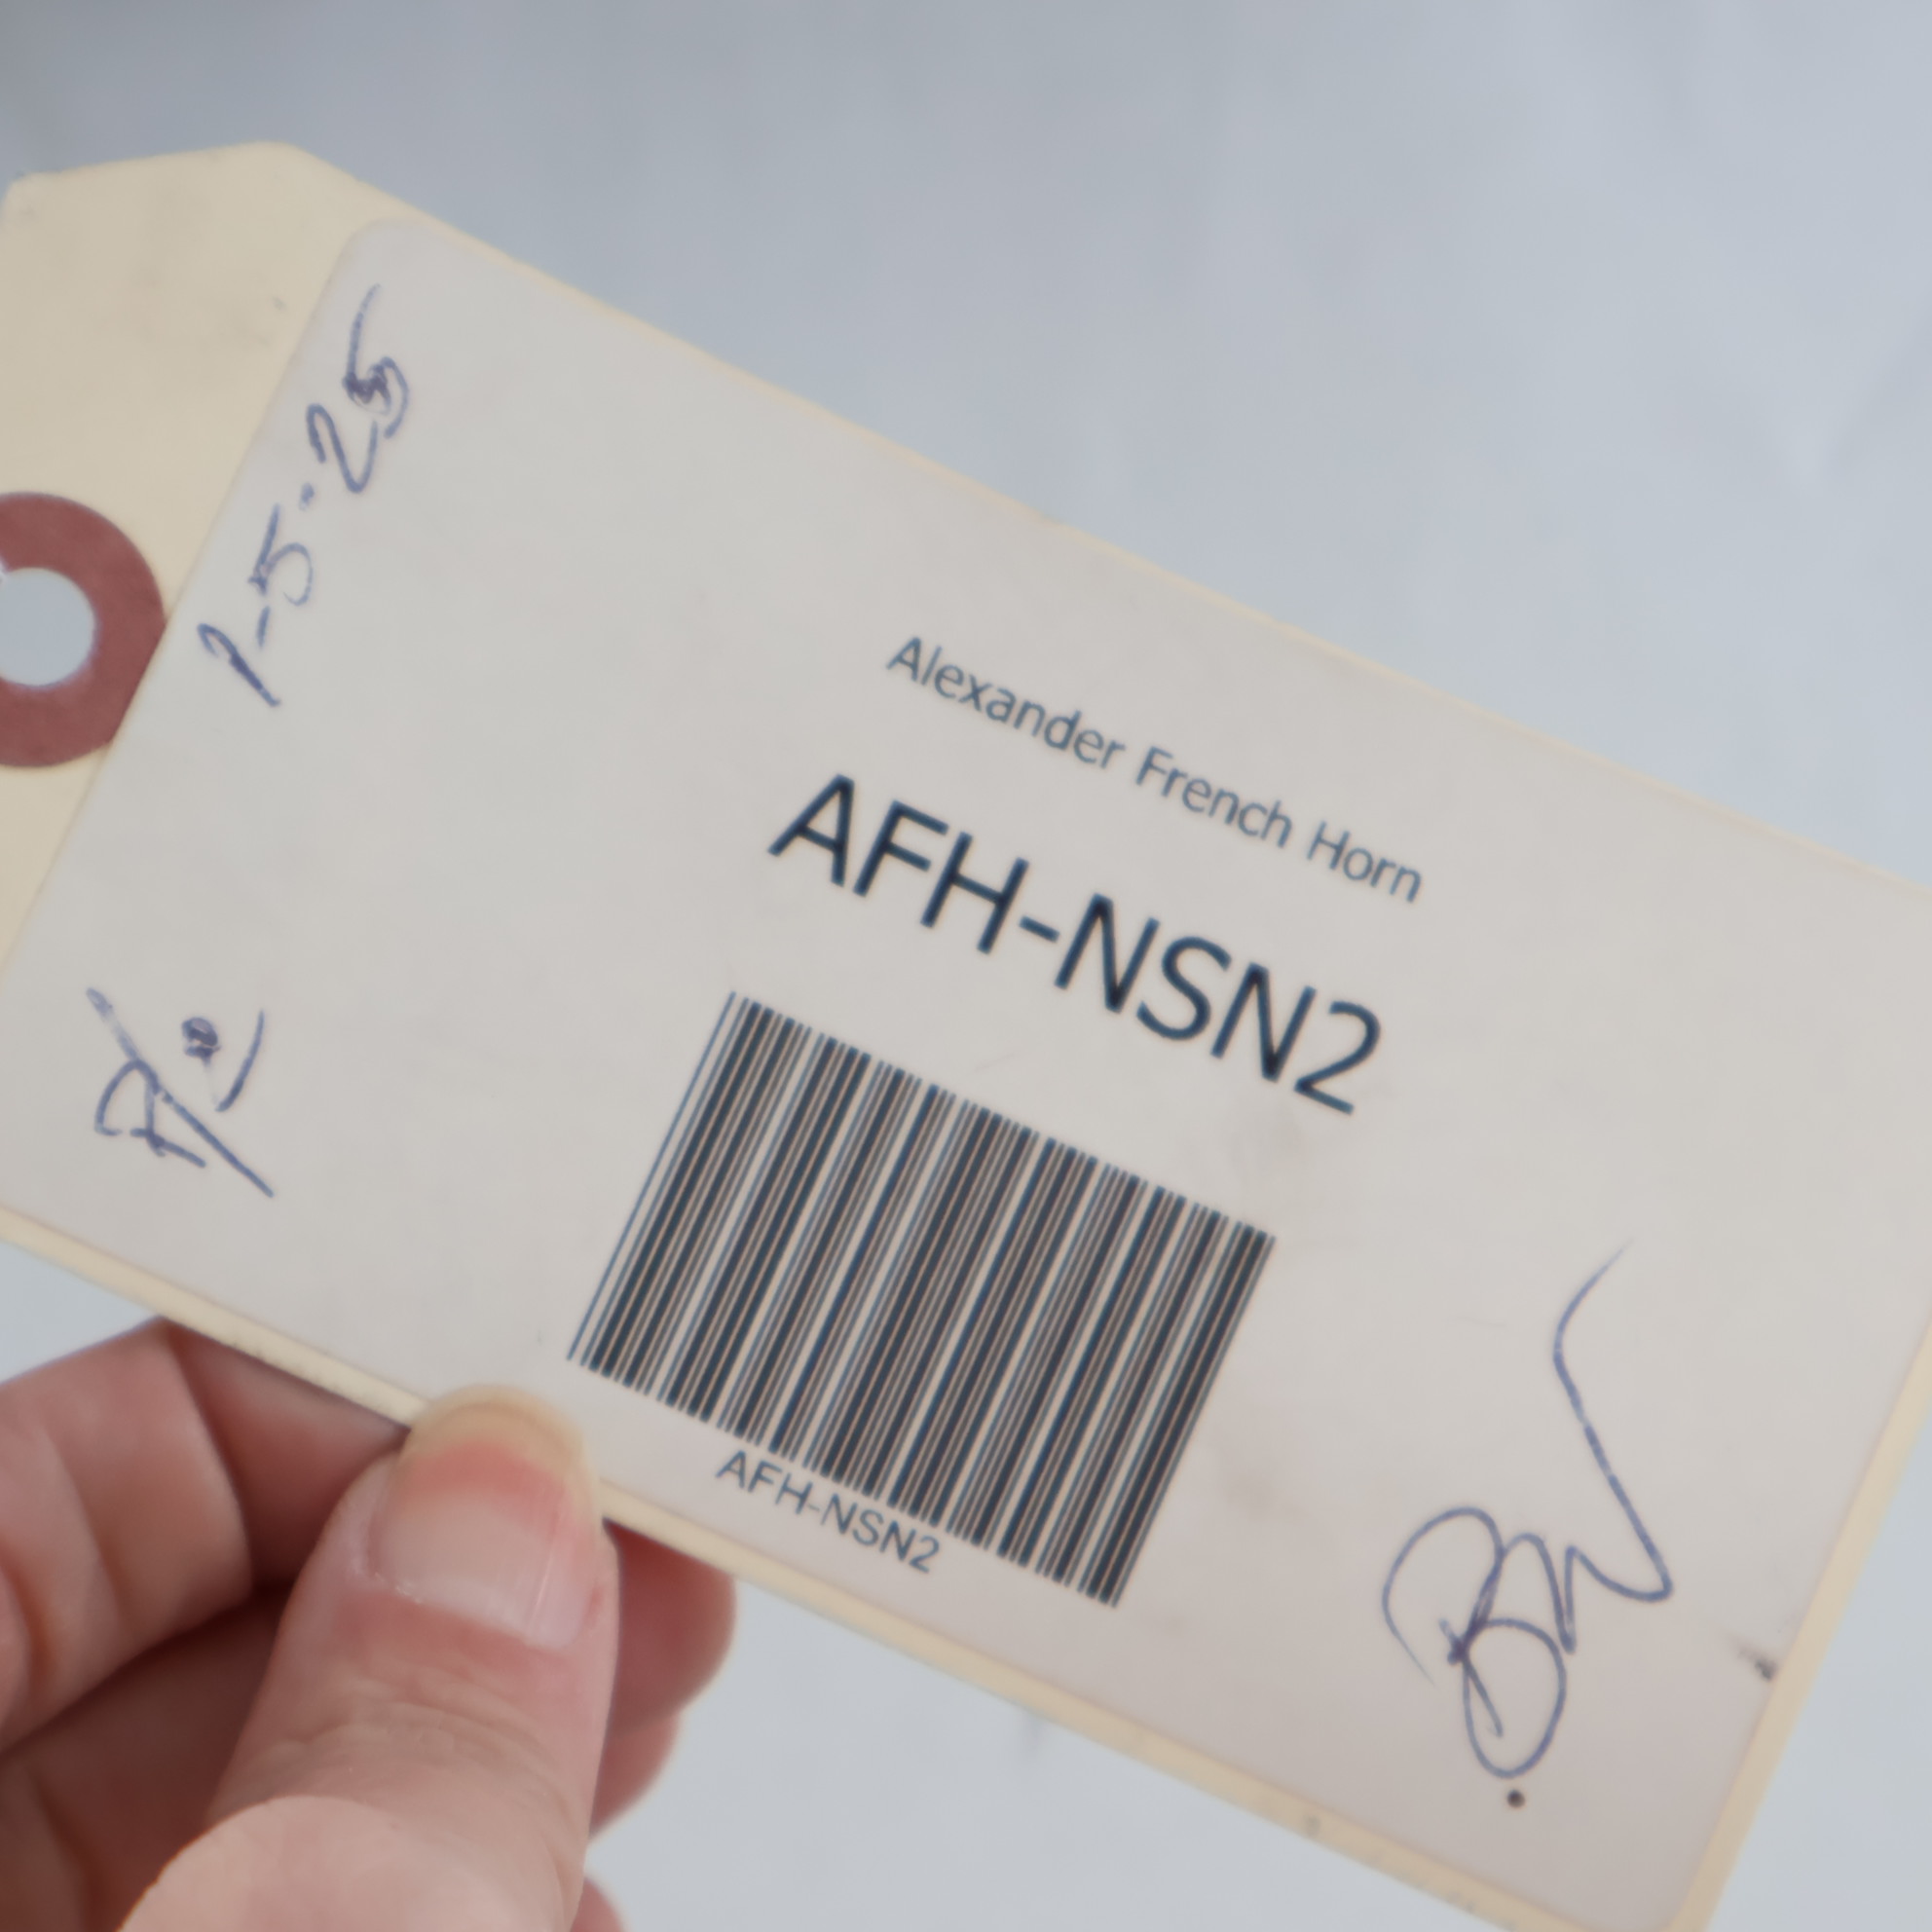 1-5-25
Alexander French Horn
AFH-NSN2
AFH-NSN2